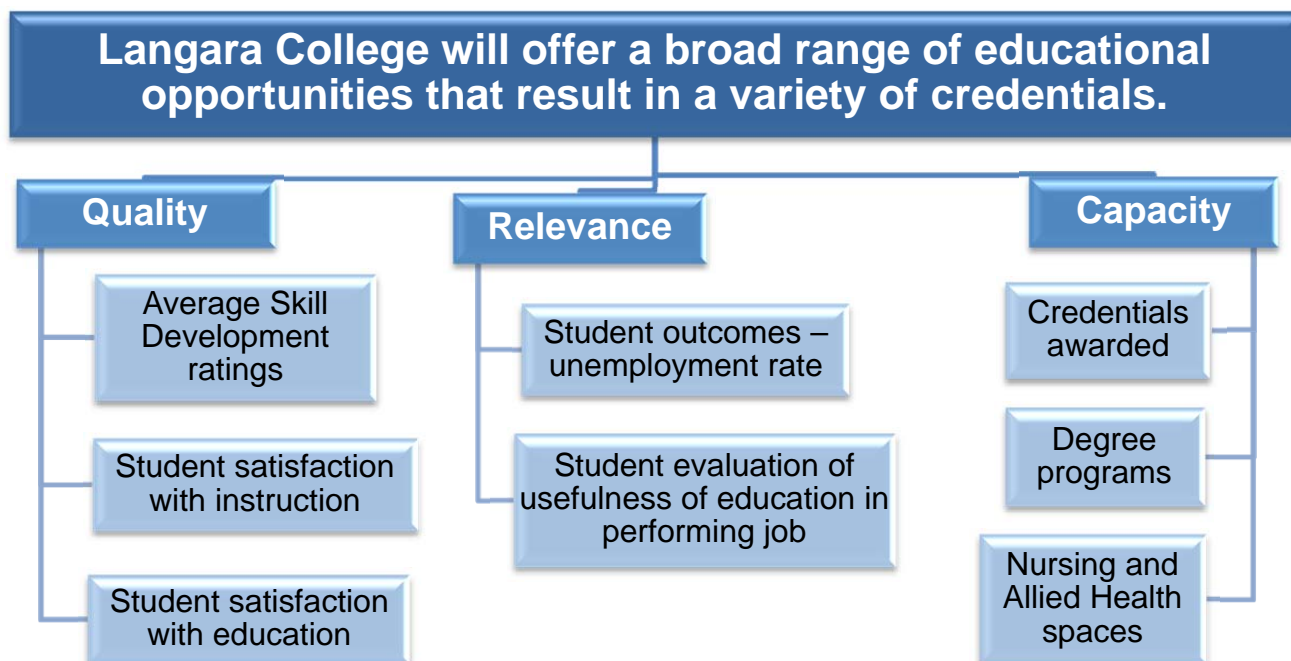 Langara College will offer a broad range of educational
opportunities that result in a variety of credentials.
Quality
Average Skill
Development
ratings
Student satisfaction
with instruction
Student satisfaction
with education
Relevance
Student outcomes –
unemployment rate
Student evaluation of
usefulness of education in
performing job
Capacity
Credentials
awarded
Degree
programs
Nursing and
Allied Health
spaces